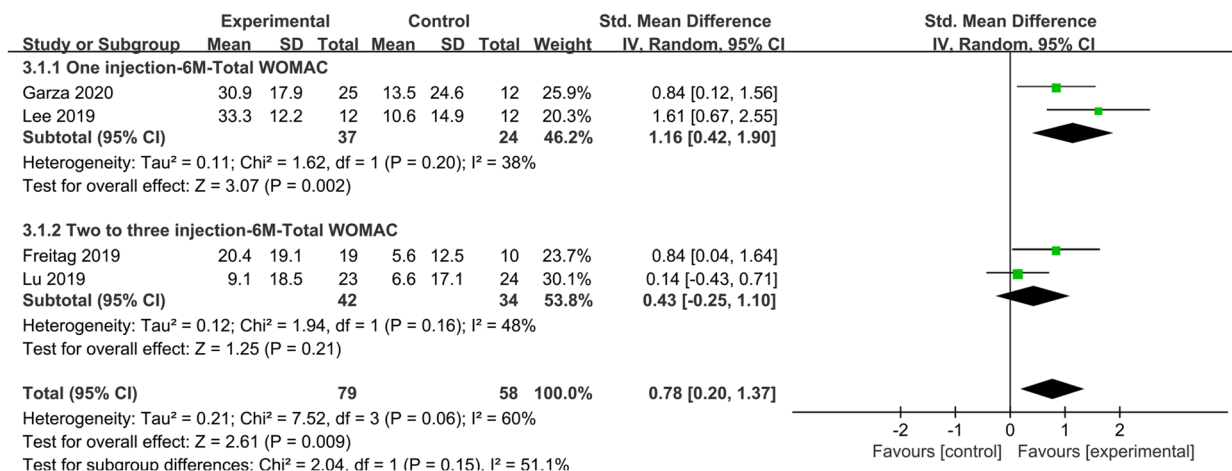 Experimental Control Std. Mean Difference Std. Mean Difference
Study or Subgroup Mean SD Total Mean SD Total Weight IV, Random, 95% CI IV, Random, 95% CI
3.1.1 One injection-6M-Total WOMAC
Garza 2020 30.9 17.9 25 13.5 24.6 12 25.9% 0.84 [0.12, 1.56]
Lee 2019 33.3 12.2 12 10.6 14.9 12 20.3% 1.61 [0.67, 2.55]
Subtotal (95% CI) 37 24 46.2% 1.16 [0.42, 1.90]
Heterogeneity: Tau² = 0.11; Chi² = 1.62, df = 1 (P = 0.20); I² = 38%
Test for overall effect: Z = 3.07 (P = 0.002)
3.1.2 Two to three injection-6M-Total WOMAC
Freitag 2019 20.4 19.1 19 5.6 12.5 10 23.7% 0.84 [0.04, 1.64]
Lu 2019 9.1 18.5 23 6.6 17.1 24 30.1% 0.14 [-0.43, 0.71]
Subtotal (95% CI) 42 34 53.8% 0.43 [-0.25, 1.10]
Heterogeneity: Tau² = 0.12; Chi² = 1.94, df = 1 (P = 0.16); I² = 48%
Test for overall effect: Z = 1.25 (P = 0.21)
Total (95% CI) 79 58 100.0% 0.78 [0.20, 1.37]
Heterogeneity: Tau² = 0.21; Chi² = 7.52, df = 3 (P = 0.06); I² = 60%
Test for overall effect: Z = 2.61 (P = 0.009)
Test for subgroup differences: Chi² = 2.04, df = 1 (P = 0.15), I² = 51.1%
-2 -1 0 1 2
Favours [control] Favours [experimental]